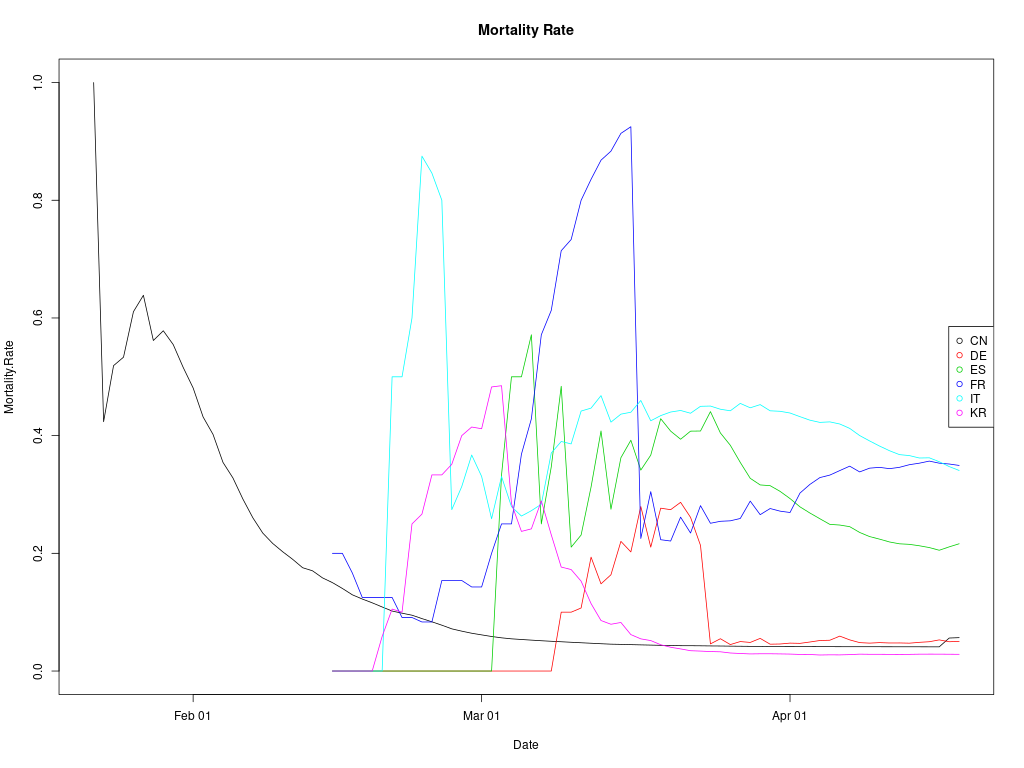 Mortality Rate
Mortality.Rate
1.0
0.8
0.6
0.4
0.2
0.0
CN
DE
ES
FR
IT
KR
Feb 01
Mar 01
Apr 01
Date